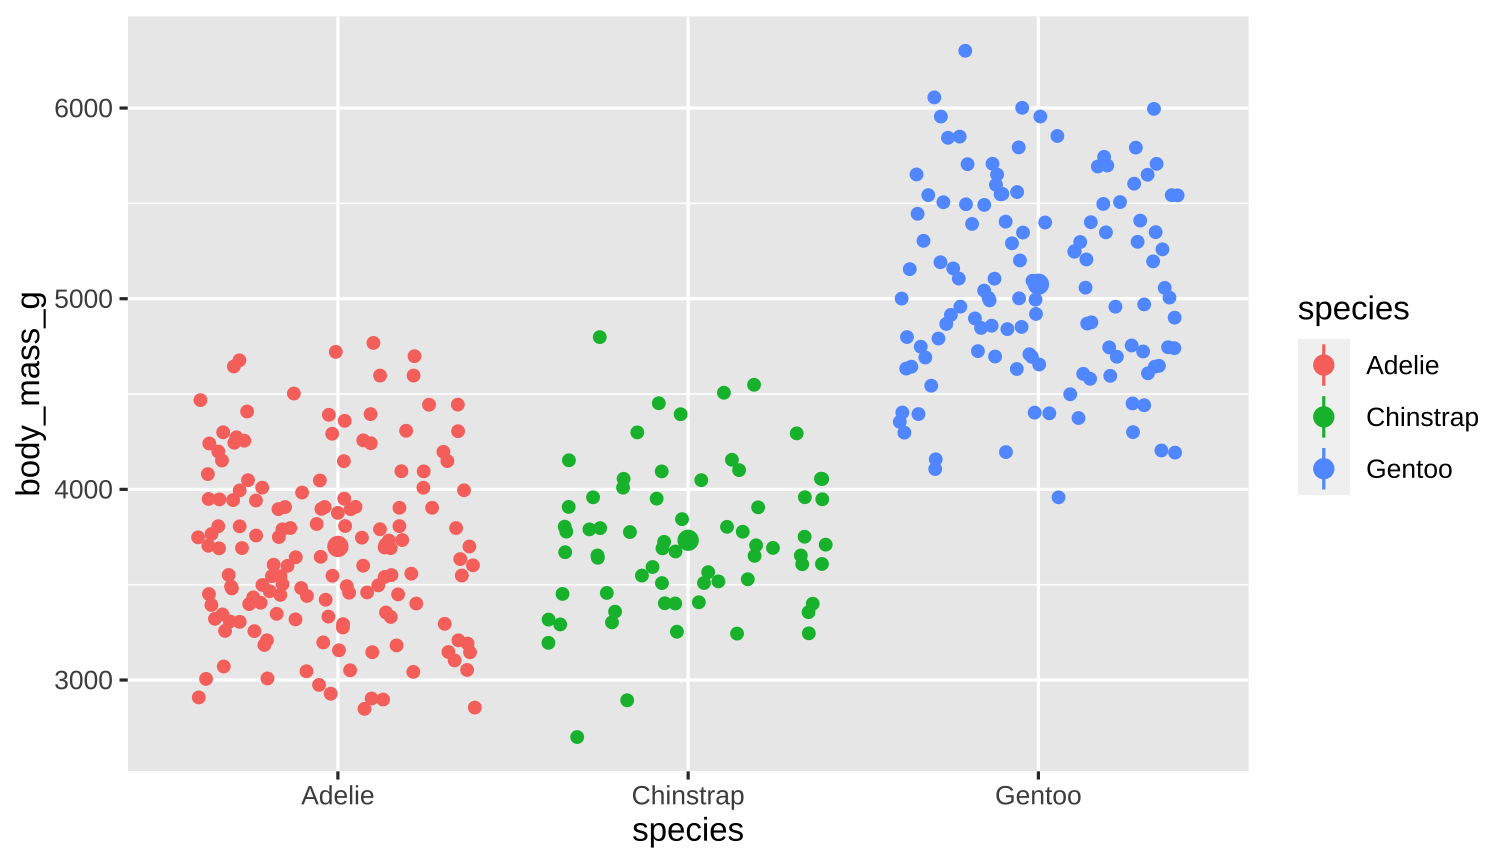 body_mass_g
6000
5000
4000
3000
Adelie
Chinstrap
Gentoo
species
species
Adelie
Chinstrap
Gentoo